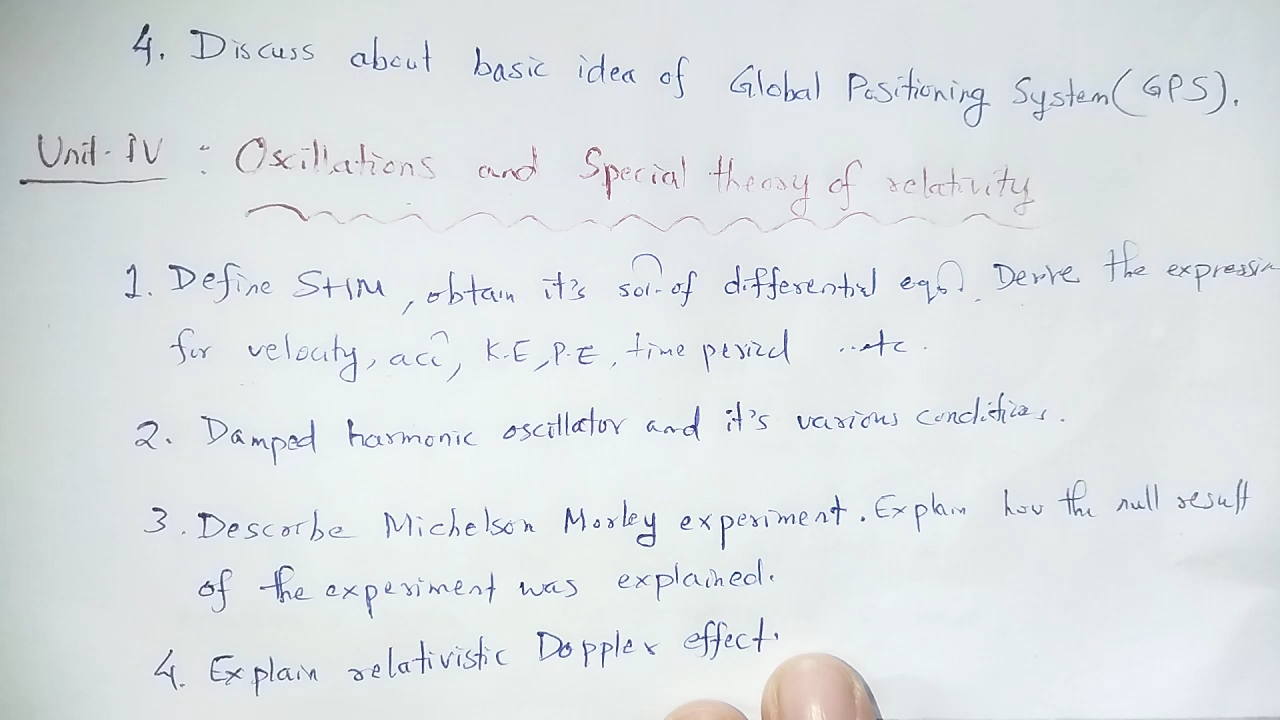 4. Discuss about basic idea of Global Positioning System (GPS).
Unit-IV : Oscillations and Special theory of relativity
1. Define SHM, obtain it's sol. of differential eqn. Derive the expression
for velocity, acc, K.E, P.E, time period ...etc.
2. Damped harmonic oscillator and it's various conditions.
3. Describe Michelson Morley experiment. Explain how the null result
of the experiment was explained.
4. Explain relativistic Doppler effect.